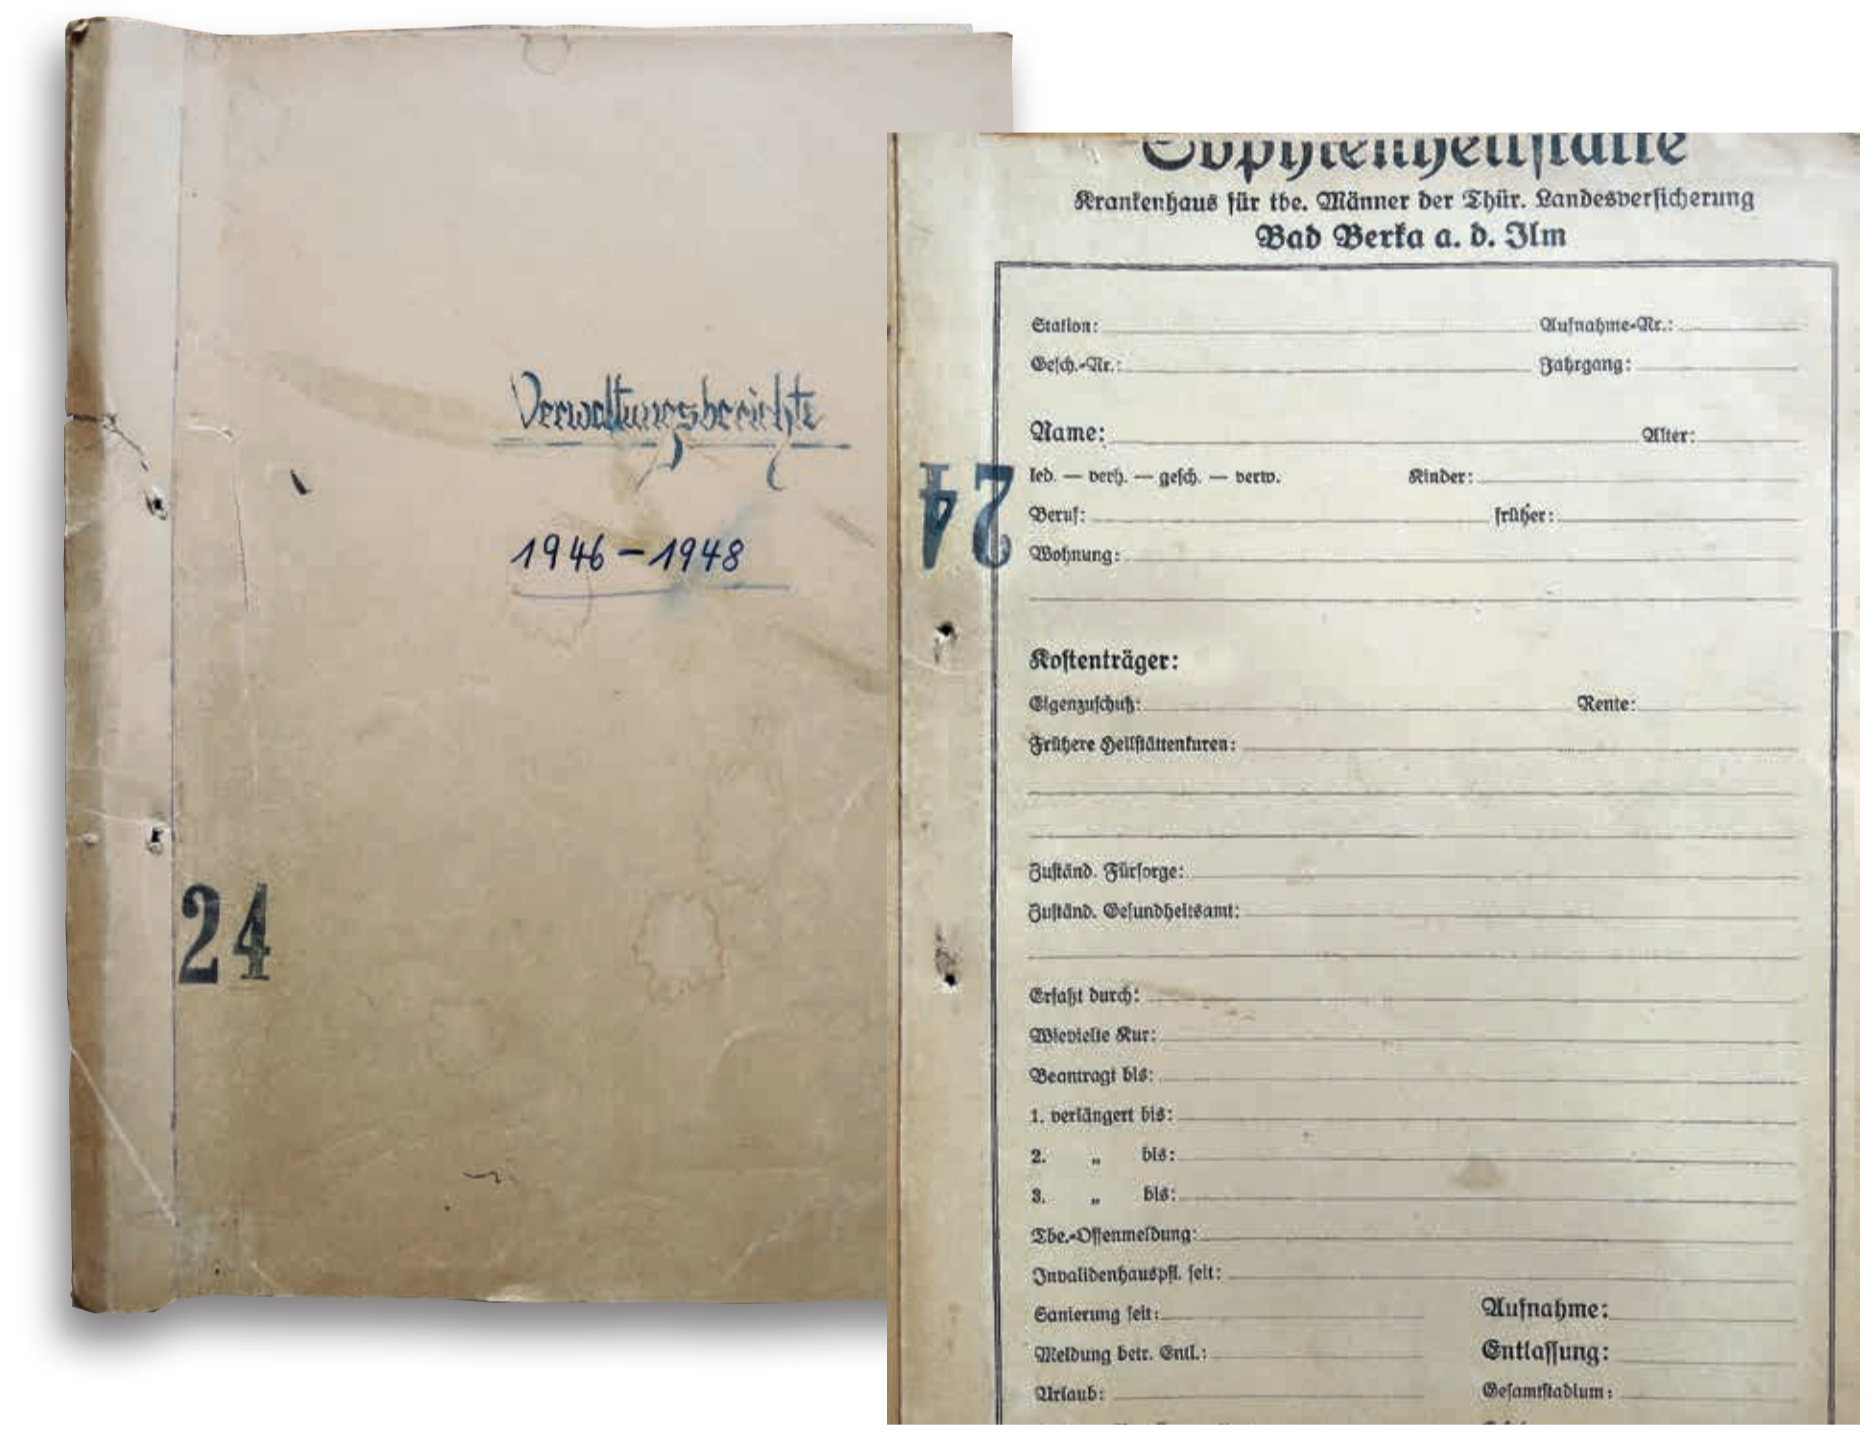 Verwaltungsberichte
1946 – 1948
24
Sophienheilstätte
Krankenhaus für tbc. Männer der Thür. Landesversicherung
Bad Berka a. d. Ilm
Station: Aufnahme-Nr.:
Gesch.-Nr.: Jahrgang:
Name: Alter:
led. — verh. — gesch. — verw. Kinder:
24
Beruf: früher:
Wohnung:
Kostenträger:
Eigenzuschuß: Rente:
Frühere Heilstättenkuren:
Zuständ. Fürsorge:
Zuständ. Gesundheitsamt:
Erfaßt durch:
Wievielte Kur:
Beantragt bis:
1. verlängert bis:
2. „ bis:
3. „ bis:
Tbc.-Offenmeldung:
Invalidenhauspfl. seit:
Sanierung seit: Aufnahme:
Meldung betr. Entl.: Entlassung:
Urlaub: Gesamtstadium: